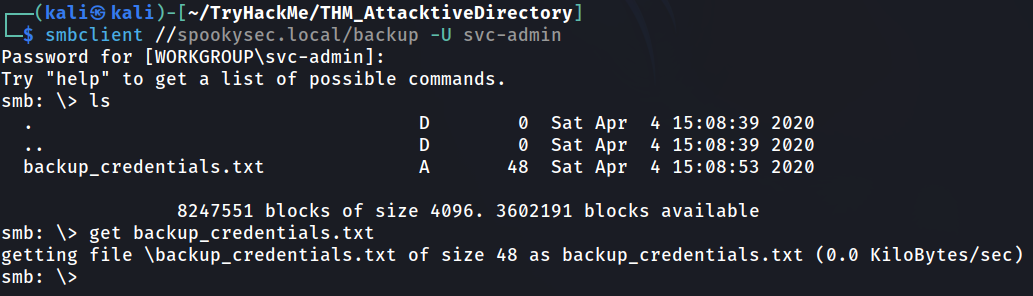 ┌──(kali㉿kali)-[~/TryHackMe/THM_AttacktiveDirectory]
└─$ smbclient //spookysec.local/backup -U svc-admin
Password for [WORKGROUP\svc-admin]:
Try "help" to get a list of possible commands.
smb: \> ls
  .                                   D        0  Sat Apr  4 15:08:39 2020
  ..                                  D        0  Sat Apr  4 15:08:39 2020
  backup_credentials.txt              A       48  Sat Apr  4 15:08:53 2020
                8247551 blocks of size 4096. 3602191 blocks available
smb: \> get backup_credentials.txt
getting file \backup_credentials.txt of size 48 as backup_credentials.txt (0.0 KiloBytes/sec)
smb: \>